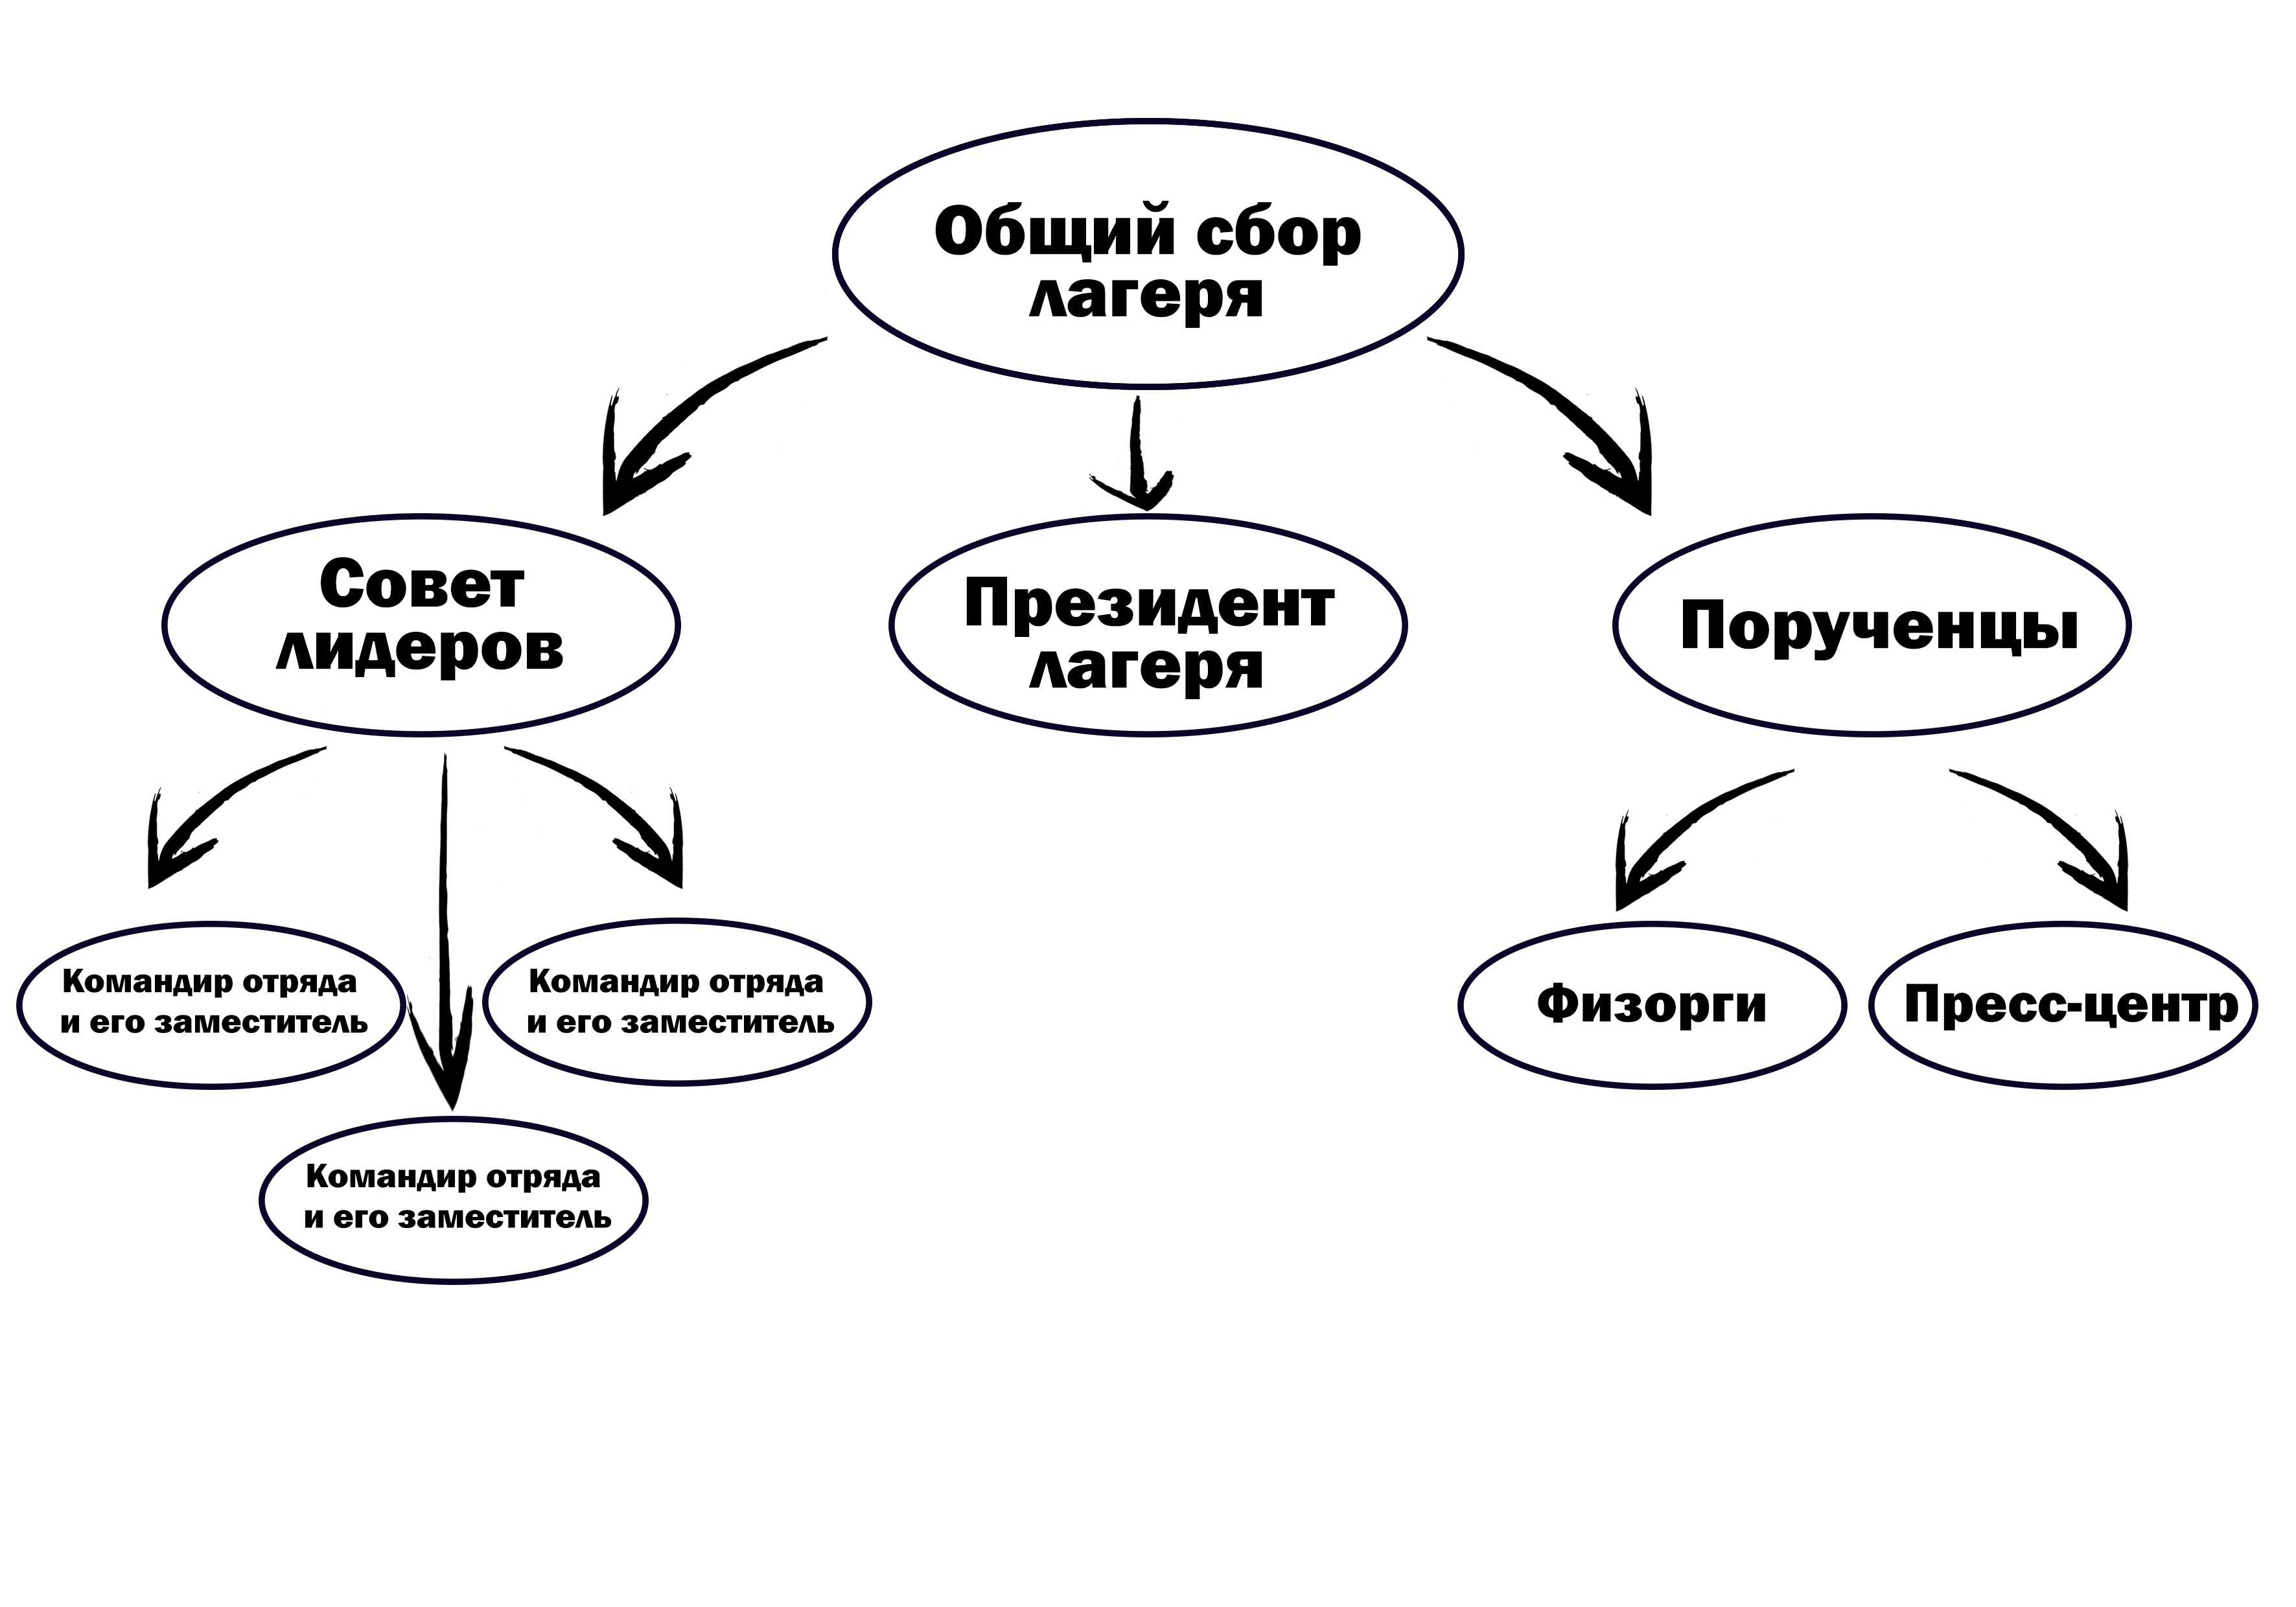 Общий сбор
лагеря
Совет
лидеров
Президент
лагеря
Порученцы
Командир отряда
и его заместитель
Командир отряда
и его заместитель
Физорги
Пресс-центр
Командир отряда
и его заместитель